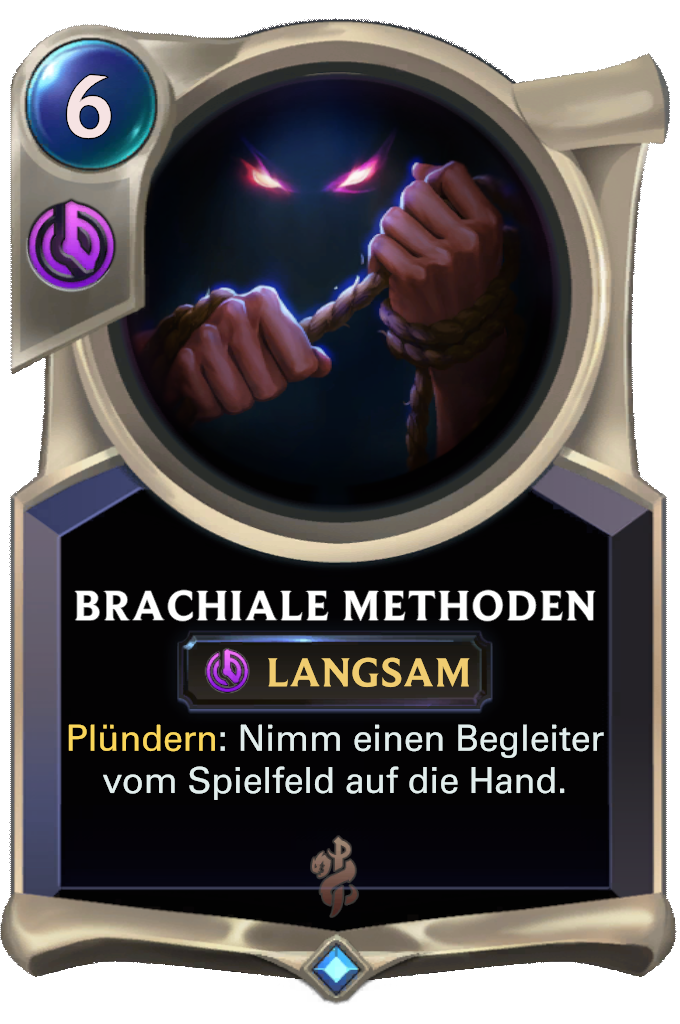 6
BRACHIALE METHODEN
LANGSAM
Plündern: Nimm einen Begleiter
vom Spielfeld auf die Hand.